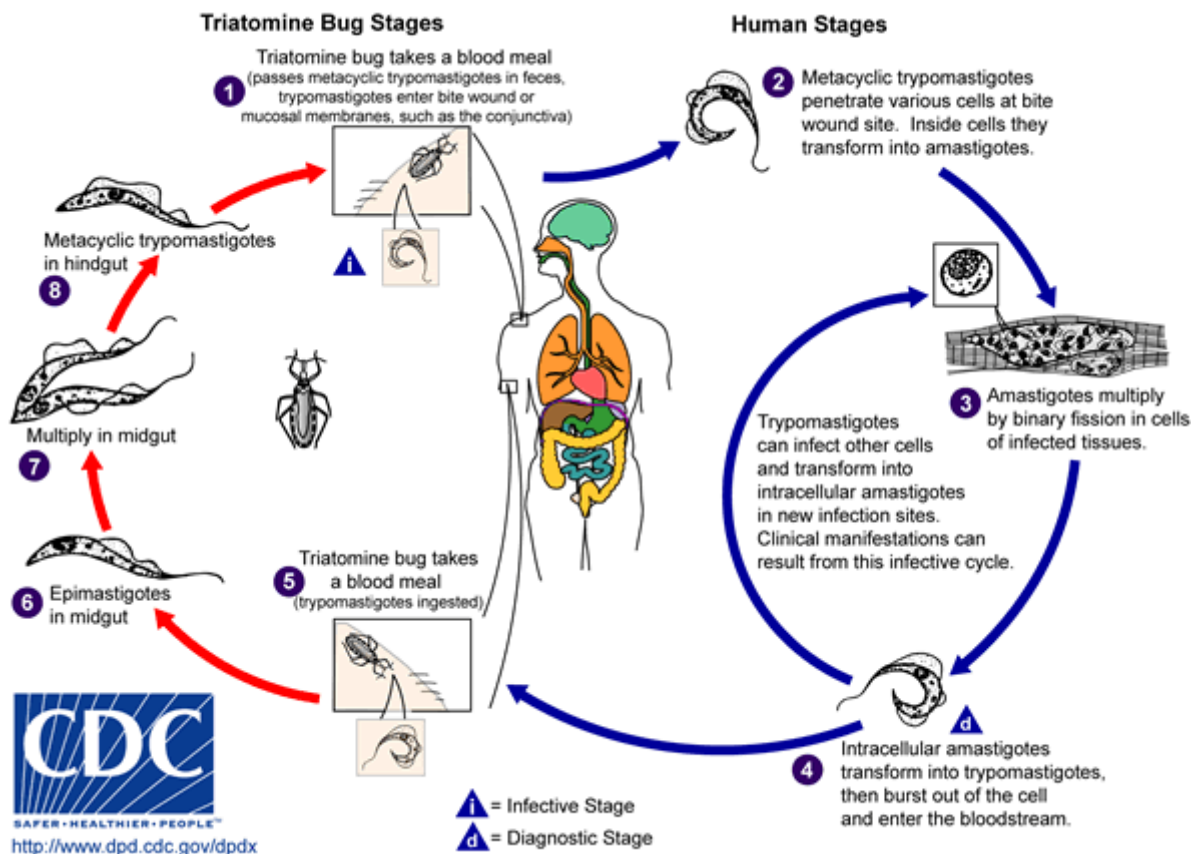 Triatomine Bug Stages
Human Stages
Triatomine bug takes a blood meal
(passes metacyclic trypomastigotes in feces,
trypomastigotes enter bite wound or
mucosal membranes, such as the conjunctiva)
1
i
2
Metacyclic trypomastigotes
penetrate various cells at bite
wound site. Inside cells they
transform into amastigotes.
3
Amastigotes multiply
by binary fission in cells
of infected tissues.
Trypomastigotes
can infect other cells
and transform into
intracellular amastigotes
in new infection sites.
Clinical manifestations can
result from this infective cycle.
d
4
Intracellular amastigotes
transform into trypomastigotes,
then burst out of the cell
and enter the bloodstream.
5
Triatomine bug takes
a blood meal
(trypomastigotes ingested)
6
Epimastigotes
in midgut
Multiply in midgut
7
Metacyclic trypomastigotes
in hindgut
8
i = Infective Stage
d = Diagnostic Stage
CDC
SAFER•HEALTHIER•PEOPLE™
http://www.dpd.cdc.gov/dpdx